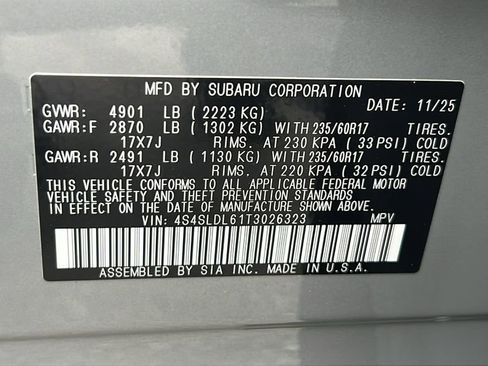 MFD BY SUBARU CORPORATION
GVWR: 4901 LB ( 2223 KG) DATE: 11/25
GAWR:F 2870 LB ( 1302 KG) WITH 235/60R17 TIRES.
17X7J RIMS. AT 230 KPA ( 33 PSI) COLD
GAWR:R 2491 LB ( 1130 KG) WITH 235/60R17 TIRES.
17X7J RIMS. AT 220 KPA ( 32 PSI) COLD
THIS VEHICLE CONFORMS TO ALL APPLICABLE FEDERAL MOTOR
VEHICLE SAFETY AND THEFT PREVENTION STANDARDS
IN EFFECT ON THE DATE OF MANUFACTURE SHOWN ABOVE.
VIN: 4S4SLDL61T3026323 MPV
ASSEMBLED BY SIA INC. MADE IN U.S.A.